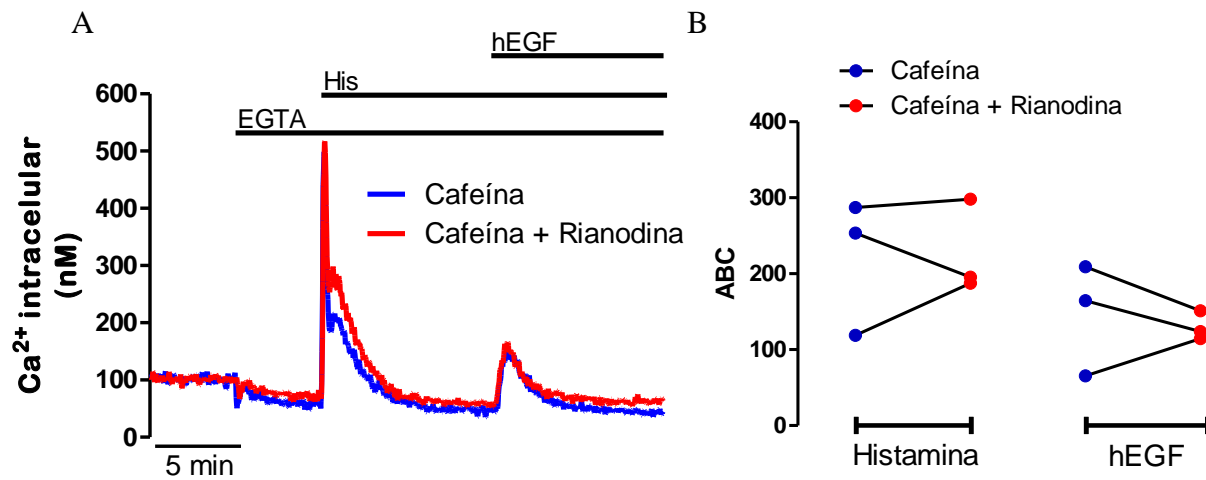 A
hEGF
His
EGTA
600
500
400
300
200
100
0
Ca²⁺ intracelular
(nM)
Cafeína
Cafeína + Rianodina
5 min
B
Cafeína
Cafeína + Rianodina
400
300
200
100
0
ABC
Histamina
hEGF